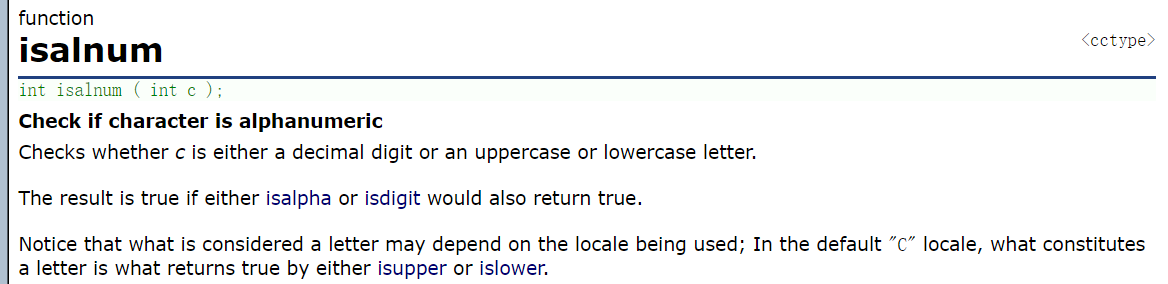 function
isalnum
<cctype>
int isalnum ( int c );
Check if character is alphanumeric
Checks whether c is either a decimal digit or an uppercase or lowercase letter.
The result is true if either isalpha or isdigit would also return true.
Notice that what is considered a letter may depend on the locale being used; In the default "C" locale, what constitutes
a letter is what returns true by either isupper or islower.